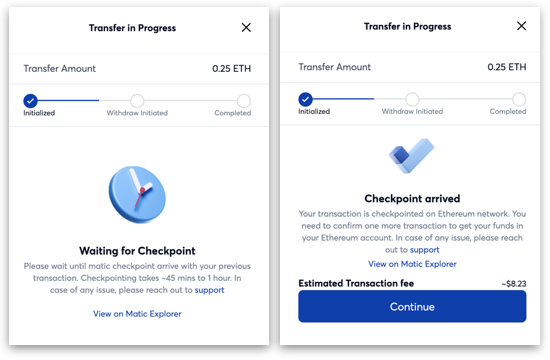 Transfer in Progress
Transfer Amount 0.25 ETH
Initialized Withdraw Initiated Completed
Waiting for Checkpoint
Please wait until matic checkpoint arrive with your previous
transaction. Checkpointing takes ~45 mins to 1 hour. In
case of any issue, please reach out to support
View on Matic Explorer
Transfer in Progress
Transfer Amount 0.25 ETH
Initialized Withdraw Initiated Completed
Checkpoint arrived
Your transaction is checkpointed on Ethereum network. You
need to confirm one more transaction to get your funds in
your Ethereum account. In case of any issue, please reach
out to support
View on Matic Explorer
Estimated Transaction fee ~$8.23
Continue